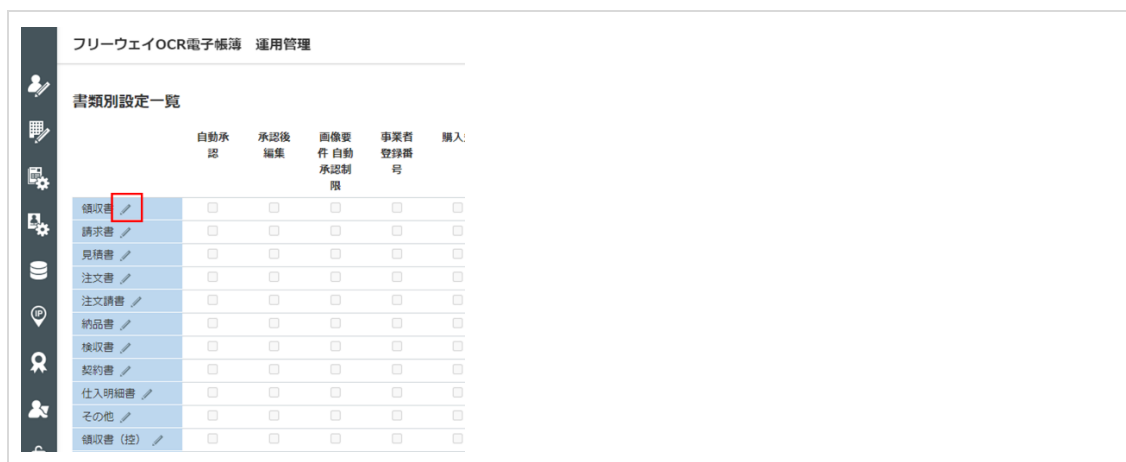 フリーウェイOCR電子帳簿　運用管理
書類別設定一覧
自動承
認
承認後
編集
画像要
件 自動
承認制
限
事業者
登録番
号
購入
領収書
請求書
見積書
注文書
注文請書
納品書
検収書
契約書
仕入明細書
その他
領収書（控）
IP